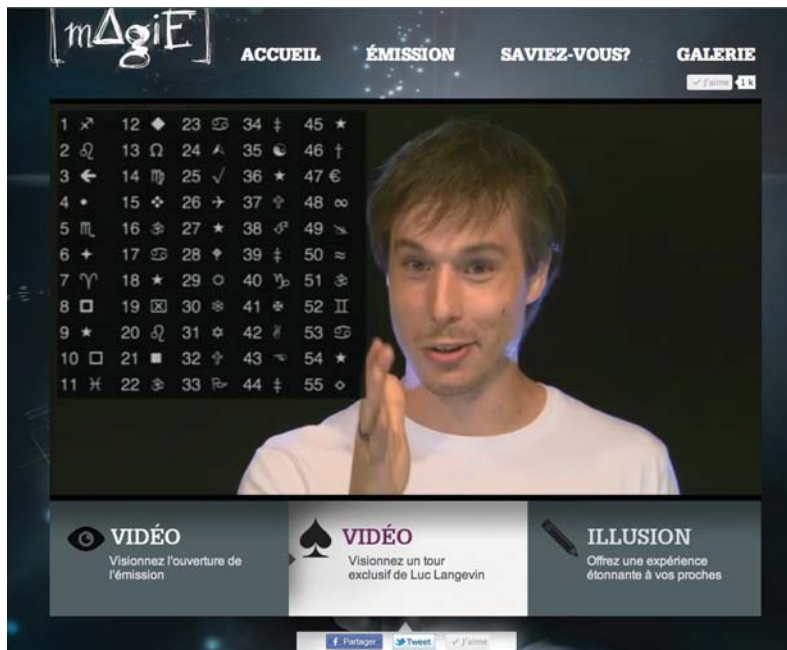 [mAgiE]
ACCUEIL ÉMISSION SAVIEZ-VOUS? GALERIE
J'aime 1 k
1 ♐ 12 ◆ 23 ♋ 34 ‡ 45 ★
2 ♌ 13 Ω 24 35 ☯ 46 †
3 ← 14 ♍ 25 √ 36 ★ 47 €
4 ⬩ 15 ❖ 26 ✈ 37 ✞ 48 ∞
5 ♏ 16 ॐ 27 ★ 38 49
6 ✦ 17 ♋ 28 ♦ 39 ‡ 50 ≈
7 ♈ 18 ★ 29 40 ♑ 51 ॐ
8 ◻ 19 ☒ 30 ❄ 41 ✠ 52 ♊
9 ★ 20 ♌ 31 ✡ 42 ✌ 53 ♋
10 □ 21 ■ 32 ✞ 43 ☜ 54 ★
11 ♓ 22 ॐ 33 44 ‡ 55 ◇
VIDÉO
Visionnez l'ouverture de
l'émission
VIDÉO
Visionnez un tour
exclusif de Luc Langevin
ILLUSION
Offrez une expérience
étonnante à vos proches
Partager Tweet J'aime